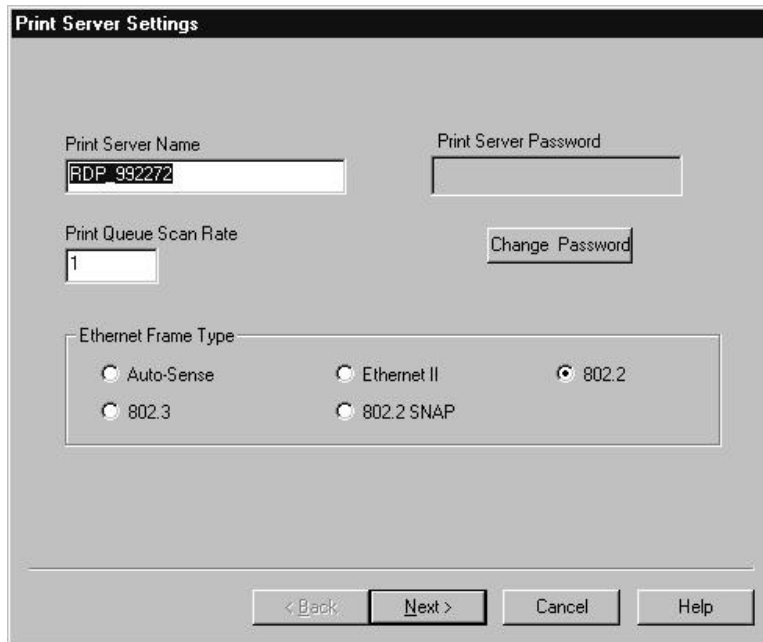 Print Server Settings
Print Server Name
Print Server Password
RDP_992272
Print Queue Scan Rate
1
Change Password
Ethernet Frame Type
Auto-Sense
Ethernet II
802.2
802.3
802.2 SNAP
< Back
Next >
Cancel
Help